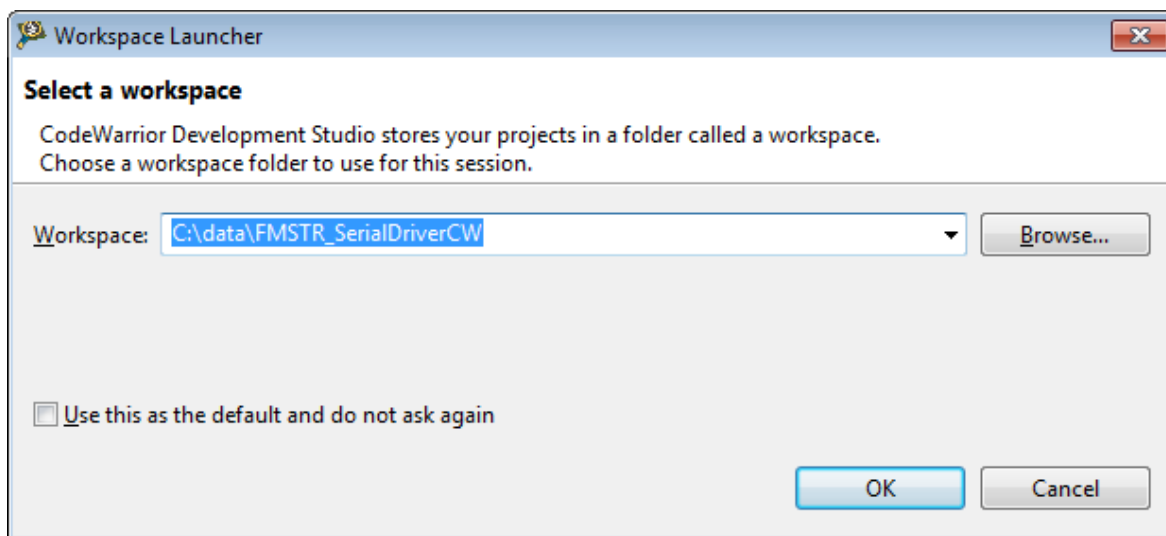 Workspace Launcher
Select a workspace
CodeWarrior Development Studio stores your projects in a folder called a workspace.
Choose a workspace folder to use for this session.
Workspace: C:\data\FMSTR_SerialDriverCW Browse...
Use this as the default and do not ask again
OK Cancel